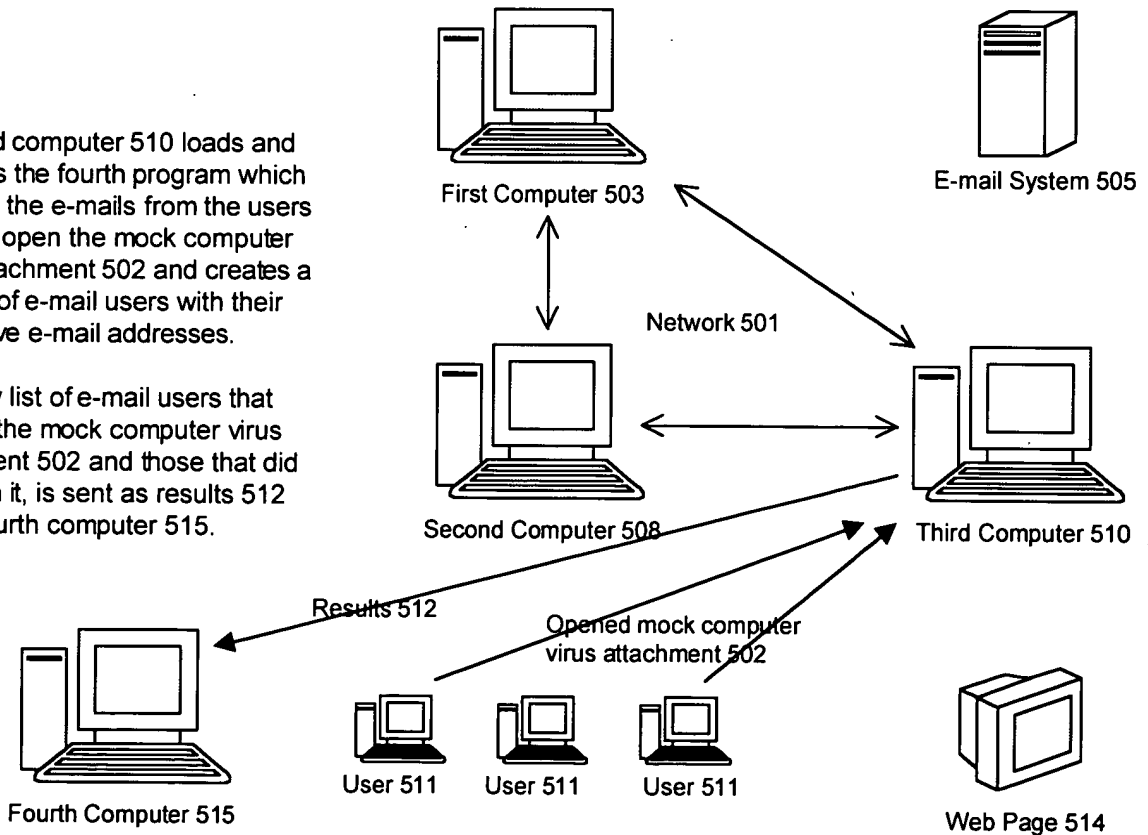 d computer 510 loads and
s the fourth program which
the e-mails from the users
open the mock computer
tachment 502 and creates a
of e-mail users with their
ve e-mail addresses.
list of e-mail users that
the mock computer virus
ent 502 and those that did
it, is sent as results 512
urth computer 515.
First Computer 503
E-mail System 505
Network 501
Second Computer 508
Third Computer 510
Results 512
Opened mock computer
virus attachment 502
Fourth Computer 515
User 511
User 511
User 511
Web Page 514